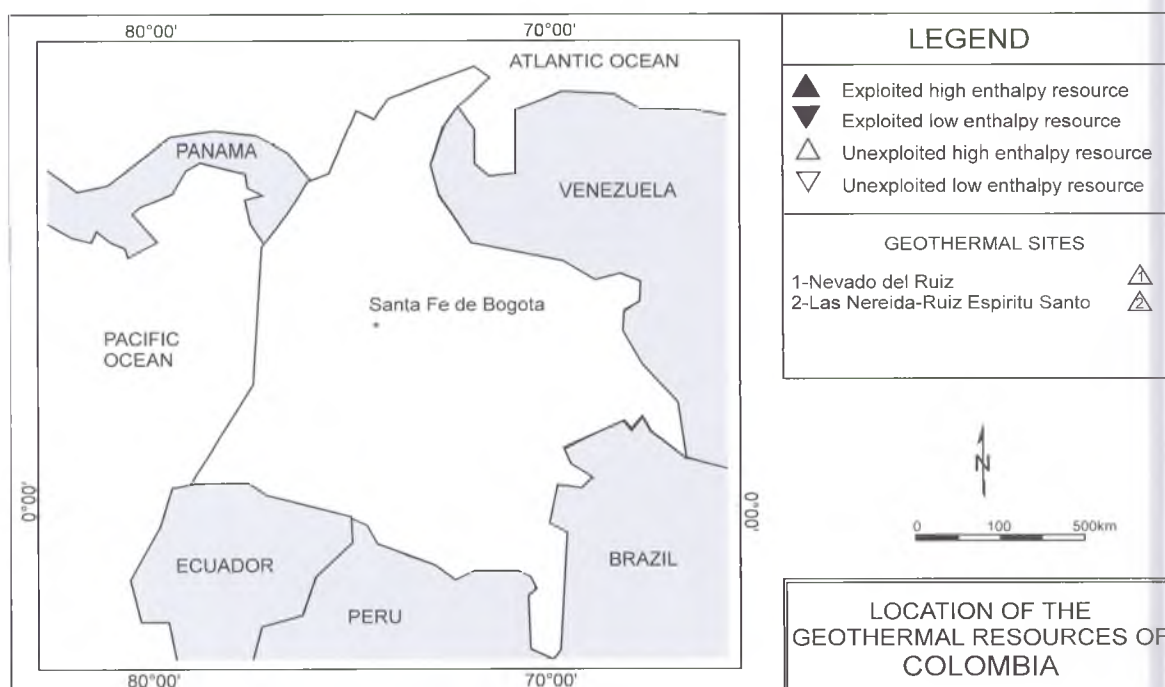 80°00'
70°00'
ATLANTIC OCEAN
PANAMA
VENEZUELA
Santa Fe de Bogota
PACIFIC
OCEAN
0°00'
0°00'
ECUADOR
PERU
BRAZIL
80°00'
70°00'
LEGEND
Exploited high enthalpy resource
Exploited low enthalpy resource
Unexploited high enthalpy resource
Unexploited low enthalpy resource
GEOTHERMAL SITES
1-Nevado del Ruiz 1
2-Las Nereida-Ruiz Espiritu Santo 2
N
0 100 500km
LOCATION OF THE
GEOTHERMAL RESOURCES OF
COLOMBIA